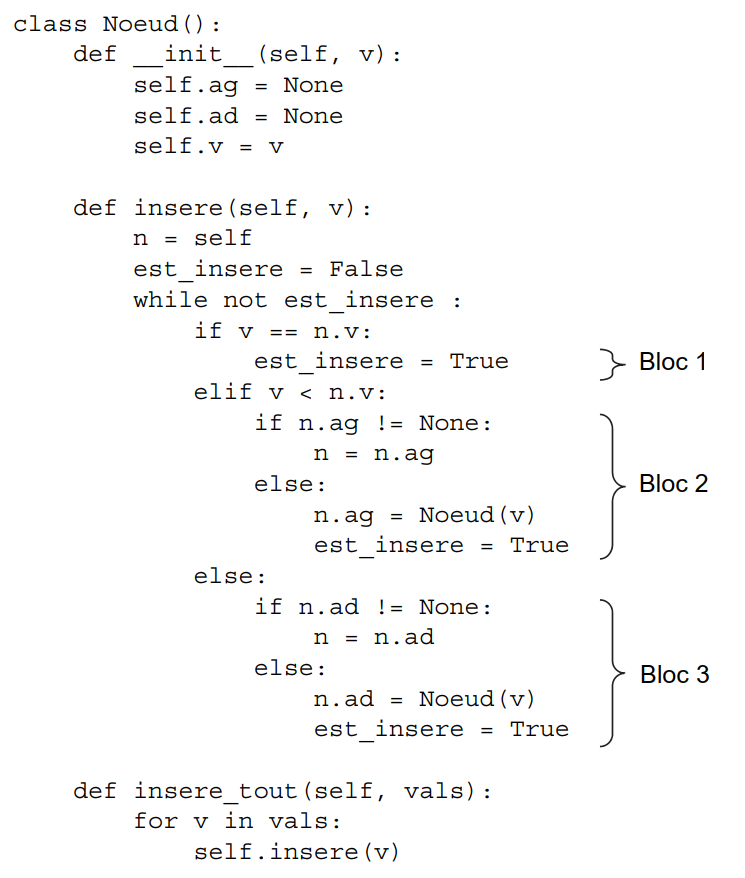 class Noeud():
    def __init__(self, v):
        self.ag = None
        self.ad = None
        self.v = v

    def insere(self, v):
        n = self
        est_insere = False
        while not est_insere :
            if v == n.v:
                est_insere = True    Bloc 1
            elif v < n.v:
                if n.ag != None:
                    n = n.ag
                else:    Bloc 2
                    n.ag = Noeud(v)
                    est_insere = True
            else:
                if n.ad != None:
                    n = n.ad
                else:    Bloc 3
                    n.ad = Noeud(v)
                    est_insere = True

    def insere_tout(self, vals):
        for v in vals:
            self.insere(v)